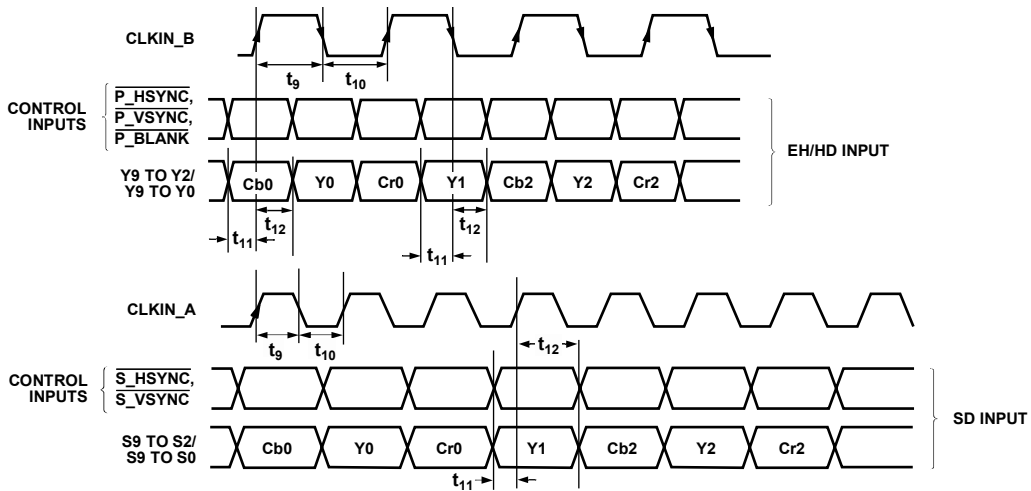 CLKIN_B
t9
t10
CONTROL
INPUTS
P_HSYNC,
P_VSYNC,
P_BLANK
EH/HD INPUT
Y9 TO Y2/
Y9 TO Y0
Cb0
Y0
Cr0
Y1
Cb2
Y2
Cr2
t12
t12
t11
t11
CLKIN_A
t9
t10
t12
CONTROL
INPUTS
S_HSYNC,
S_VSYNC
SD INPUT
S9 TO S2/
S9 TO S0
Cb0
Y0
Cr0
Y1
Cb2
Y2
Cr2
t11